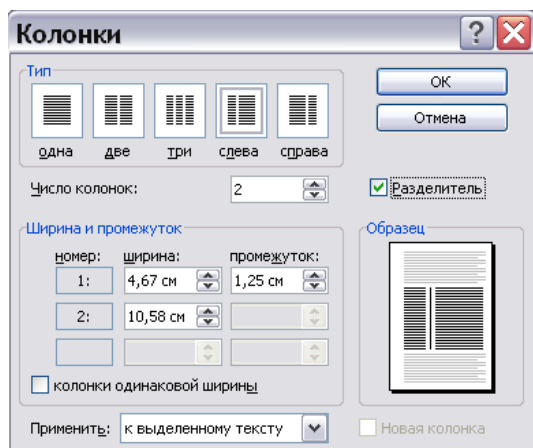 Колонки
Тип
ОК
Отмена
одна две три слева справа
Число колонок: 2
Разделитель
Ширина и промежуток
Образец
номер: ширина: промежуток:
1: 4,67 см 1,25 см
2: 10,58 см
колонки одинаковой ширины
Применить: к выделенному тексту
Новая колонка